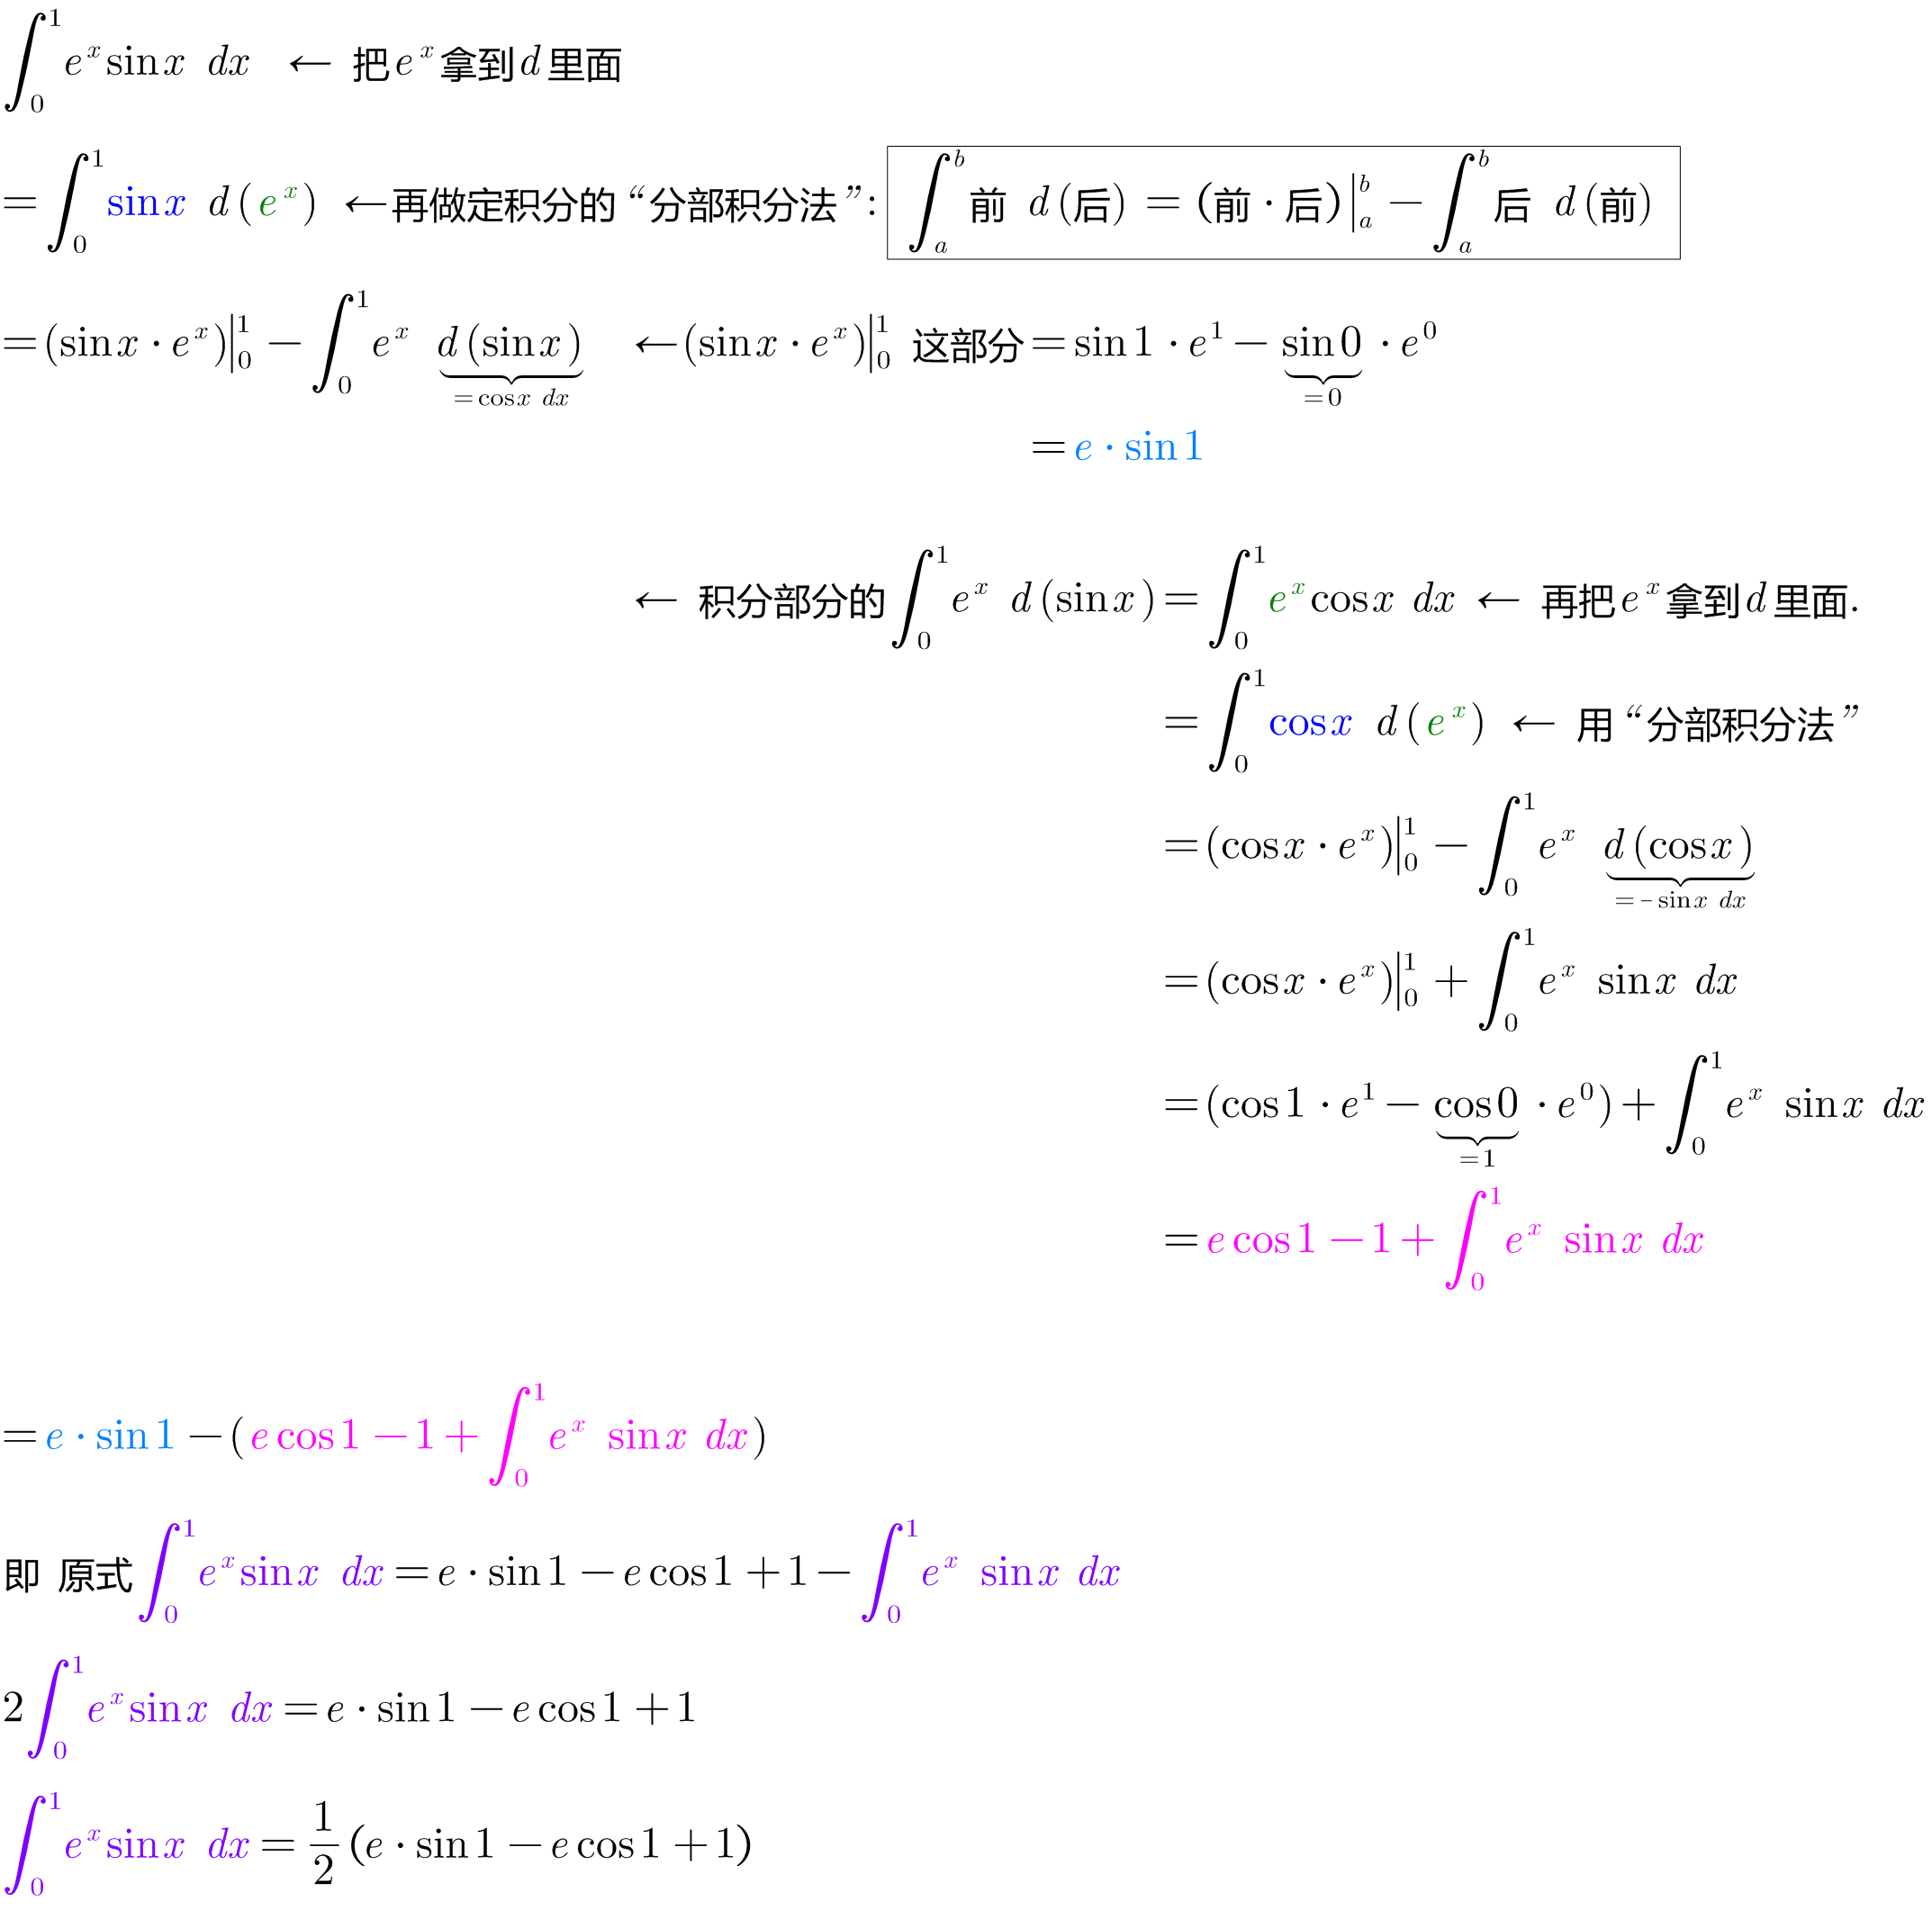 $\int_0^1 e^x \sin x \ dx$ ← 把 $e^x$ 拿到 $d$ 里面
$= \int_0^1 \sin x \ d(e^x)$ ←再做定积分的 “分部积分法”: $\boxed{\int_a^b 前 \ d(后) = (前 \cdot 后)\big|_a^b - \int_a^b 后 \ d(前)}$
$= (\sin x \cdot e^x)\big|_0^1 - \int_0^1 e^x \ \underbrace{d(\sin x)}_{=\cos x \ dx}$ ←$(\sin x \cdot e^x)\big|_0^1$ 这部分 $= \sin 1 \cdot e^1 - \underbrace{\sin 0}_{=0} \cdot e^0$
$= e \cdot \sin 1$
← 积分部分的 $\int_0^1 e^x \ d(\sin x) = \int_0^1 e^x \cos x \ dx$ ← 再把 $e^x$ 拿到 $d$ 里面.
$= \int_0^1 \cos x \ d(e^x)$ ← 用 “分部积分法”
$= (\cos x \cdot e^x)\big|_0^1 - \int_0^1 e^x \ \underbrace{d(\cos x)}_{=-\sin x \ dx}$
$= (\cos x \cdot e^x)\big|_0^1 + \int_0^1 e^x \ \sin x \ dx$
$= (\cos 1 \cdot e^1 - \underbrace{\cos 0}_{=1} \cdot e^0) + \int_0^1 e^x \ \sin x \ dx$
$= e \cos 1 - 1 + \int_0^1 e^x \ \sin x \ dx$
$= e \cdot \sin 1 - (e \cos 1 - 1 + \int_0^1 e^x \ \sin x \ dx)$
即 原式 $\int_0^1 e^x \sin x \ dx = e \cdot \sin 1 - e \cos 1 + 1 - \int_0^1 e^x \ \sin x \ dx$
$2 \int_0^1 e^x \sin x \ dx = e \cdot \sin 1 - e \cos 1 + 1$
$\int_0^1 e^x \sin x \ dx = \frac{1}{2} (e \cdot \sin 1 - e \cos 1 + 1)$